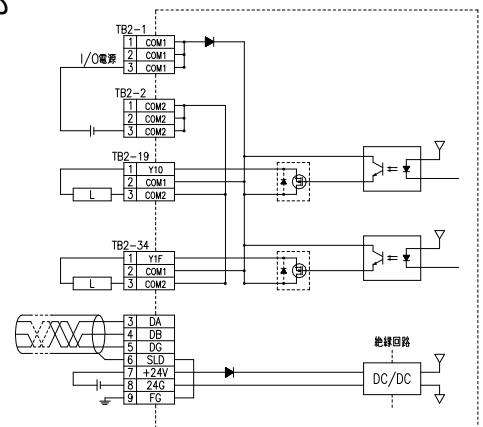 TB2-1
1 COM1
I/O電源
2 COM1
3 COM1
TB2-2
1 COM2
2 COM2
3 COM2
TB2-19
1 Y10
2 COM1
L
3 COM2
TB2-34
1 Y1F
2 COM1
L
3 COM2
3 DA
4 DB
5 DG
6 SLD
7 +24V
8 24G
9 FG
絶縁回路
DC/DC